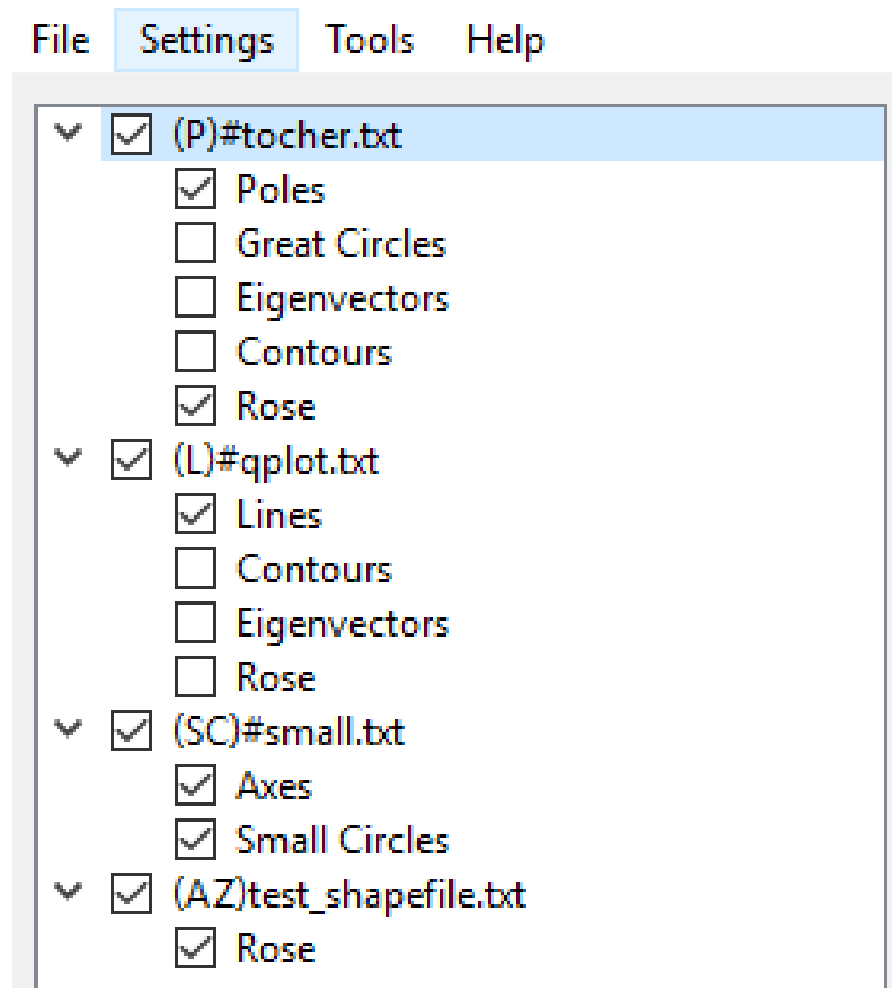 File Settings Tools Help
(P)#tocher.txt
Poles
Great Circles
Eigenvectors
Contours
Rose
(L)#qplot.txt
Lines
Contours
Eigenvectors
Rose
(SC)#small.txt
Axes
Small Circles
(AZ)test_shapefile.txt
Rose